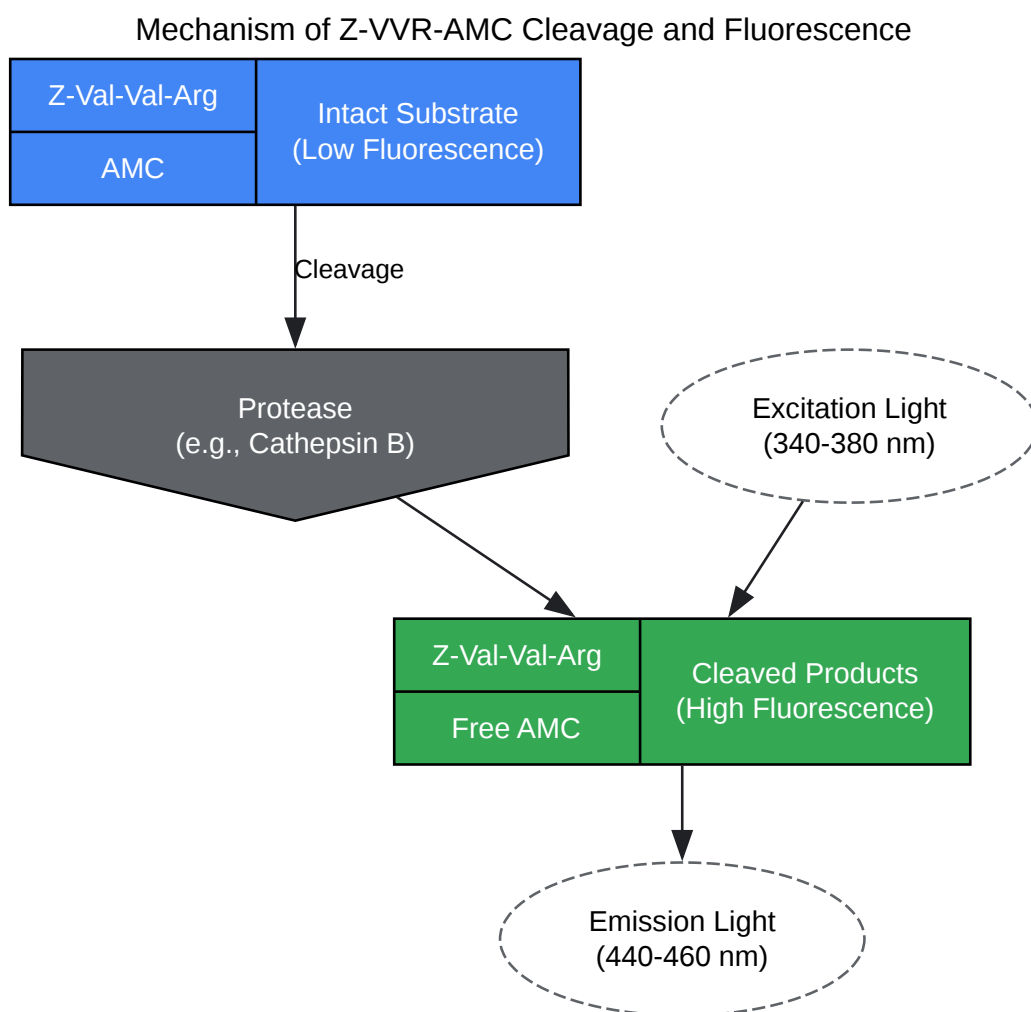 Mechanism of Z-VVR-AMC Cleavage and Fluorescence
Z-Val-Val-Arg
AMC
Intact Substrate
(Low Fluorescence)
Cleavage
Protease
(e.g., Cathepsin B)
Excitation Light
(340-380 nm)
Z-Val-Val-Arg
Free AMC
Cleaved Products
(High Fluorescence)
Emission Light
(440-460 nm)